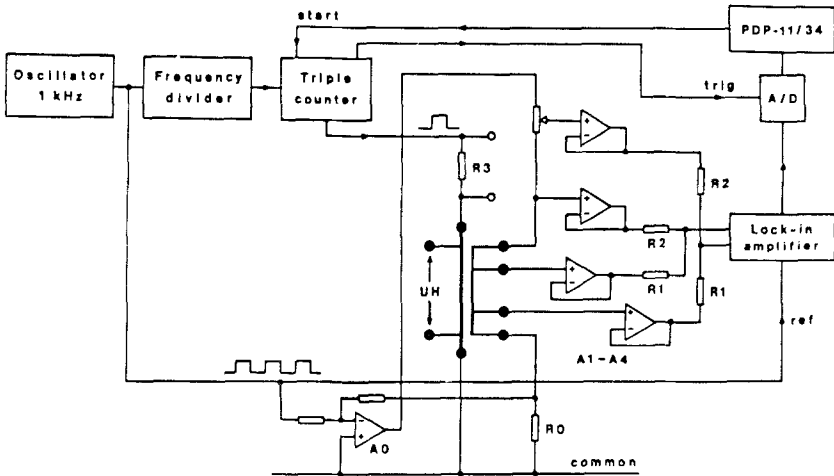 start
PDP-11/34
Oscillator
1 kHz
Frequency
divider
Triple
counter
trig
A/D
R3
R2
R2
Lock-in
amplifier
UH
R1
R1
ref
A1-A4
A0
R0
common